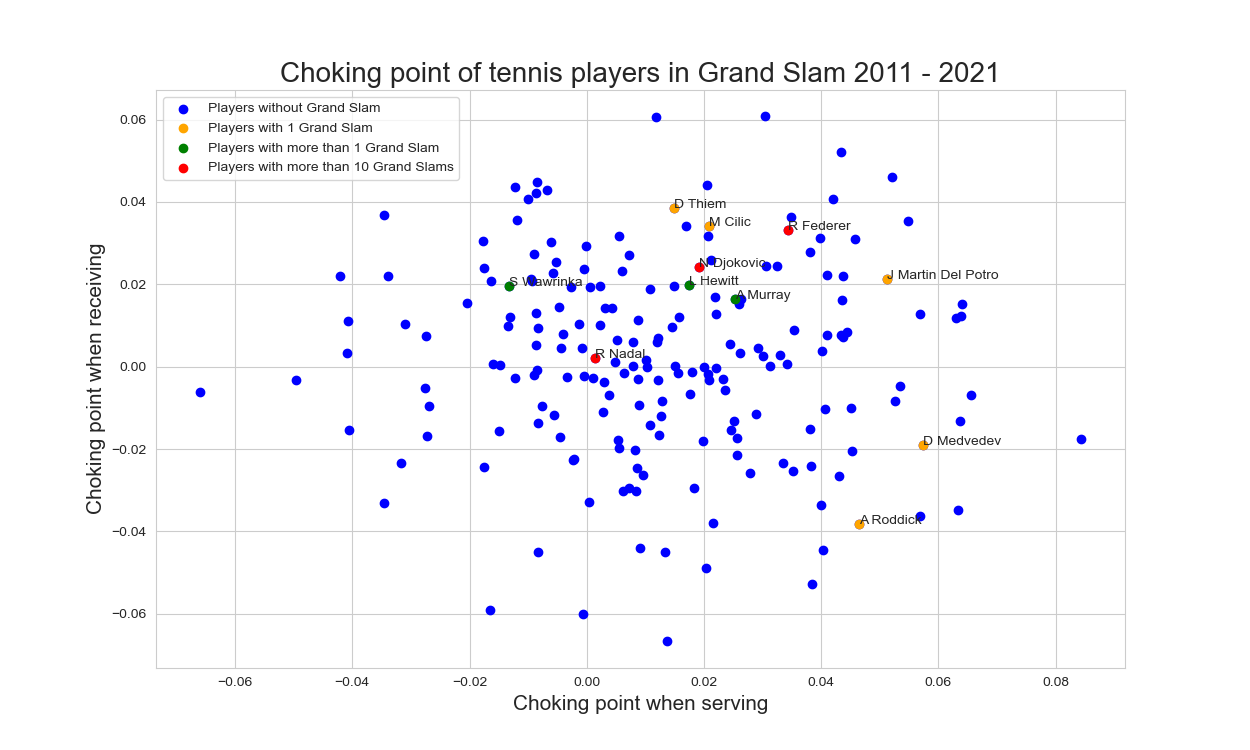 Choking point of tennis players in Grand Slam 2011 - 2021
Players without Grand Slam
Players with 1 Grand Slam
Players with more than 1 Grand Slam
Players with more than 10 Grand Slams
0.06
0.04
0.02
0.00
−0.02
−0.04
−0.06
Choking point when receiving
D Thiem
M Cilic
R Federer
N Djokovic
J Martin Del Potro
S Wawrinka
L Hewitt
A Murray
R Nadal
D Medvedev
A Roddick
−0.06
−0.04
−0.02
0.00
0.02
0.04
0.06
0.08
Choking point when serving